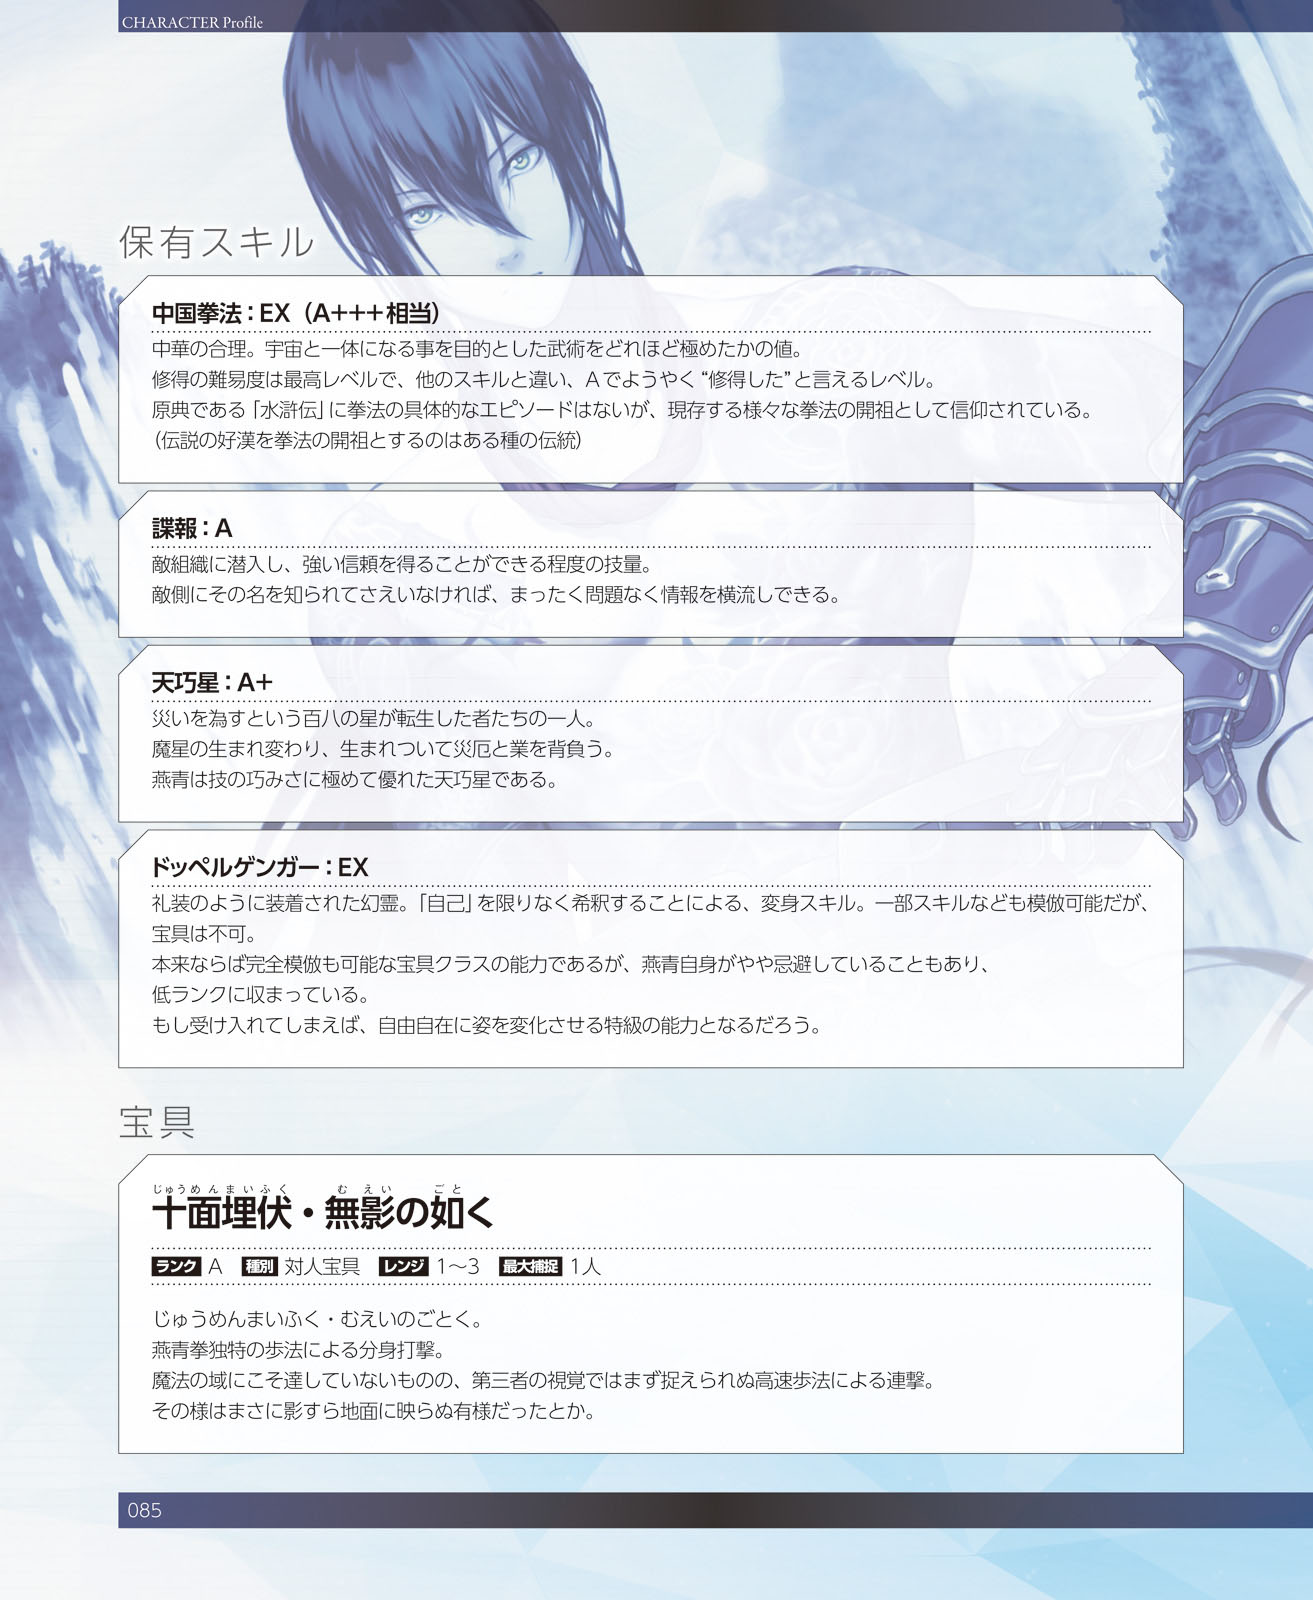 CHARACTER Profile
保有スキル
中国拳法：EX（A+++相当）
中華の合理。宇宙と一体になる事を目的とした武術をどれほど極めたかの値。
修得の難易度は最高レベルで、他のスキルと違い、Aでようやく“修得した”と言えるレベル。
原典である「水滸伝」に拳法の具体的なエピソードはないが、現存する様々な拳法の開祖として信仰されている。
（伝説の好漢を拳法の開祖とするのはある種の伝統）
諜報：A
敵組織に潜入し、強い信頼を得ることができる程度の技量。
敵側にその名を知られてさえいなければ、まったく問題なく情報を横流しできる。
天巧星：A+
災いを為すという百八の星が転生した者たちの一人。
魔星の生まれ変わり、生まれついて災厄と業を背負う。
燕青は技の巧みさに極めて優れた天巧星である。
ドッペルゲンガー：EX
礼装のように装着された幻霊。「自己」を限りなく希釈することによる、変身スキル。一部スキルなども模倣可能だが、
宝具は不可。
本来ならば完全模倣も可能な宝具クラスの能力であるが、燕青自身がやや忌避していることもあり、
低ランクに収まっている。
もし受け入れてしまえば、自由自在に姿を変化させる特級の能力となるだろう。
宝具
じゅうめんまいふく むえい ごと
十面埋伏・無影の如く
ランク A 種別 対人宝具 レンジ 1〜3 最大捕捉 1人
じゅうめんまいふく・むえいのごとく。
燕青拳独特の歩法による分身打撃。
魔法の域にこそ達していないものの、第三者の視覚ではまず捉えられぬ高速歩法による連撃。
その様はまさに影すら地面に映らぬ有様だったとか。
085